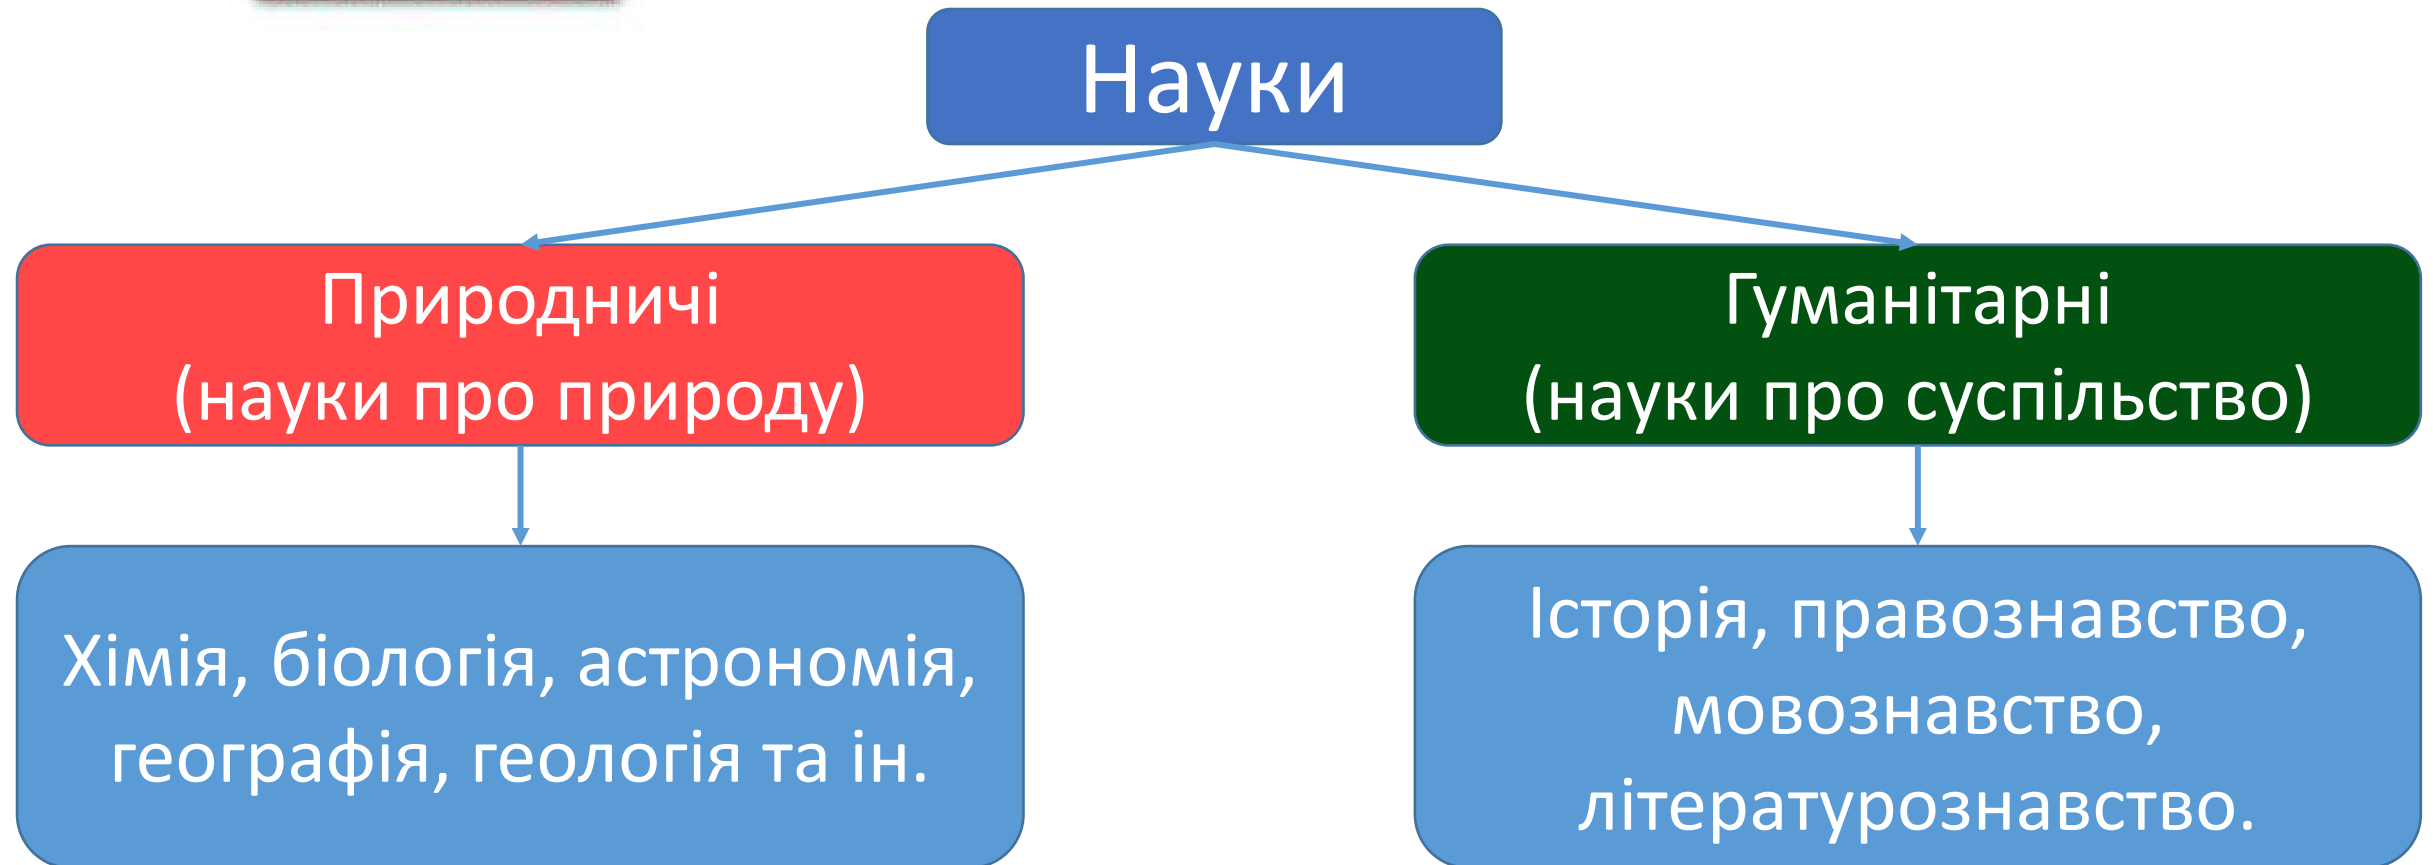 Науки
Природничі
(науки про природу)
Гуманітарні
(науки про суспільство)
Хімія, біологія, астрономія,
географія, геологія та ін.
Історія, правознавство,
мовознавство,
літературознавство.